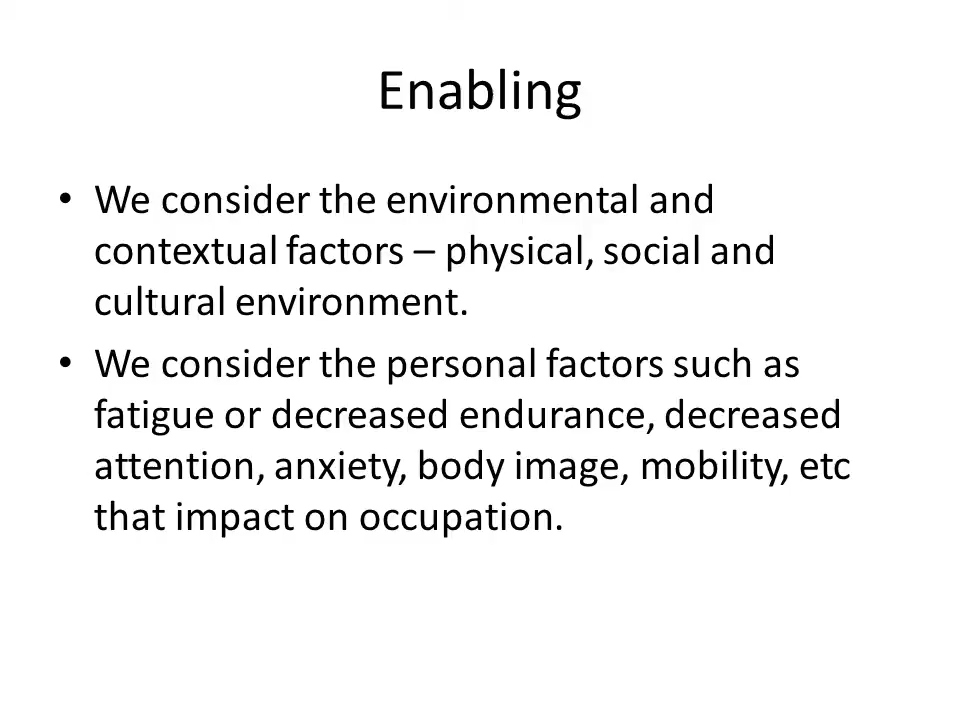 Enabling
• We consider the environmental and
contextual factors – physical, social and
cultural environment.
• We consider the personal factors such as
fatigue or decreased endurance, decreased
attention, anxiety, body image, mobility, etc
that impact on occupation.